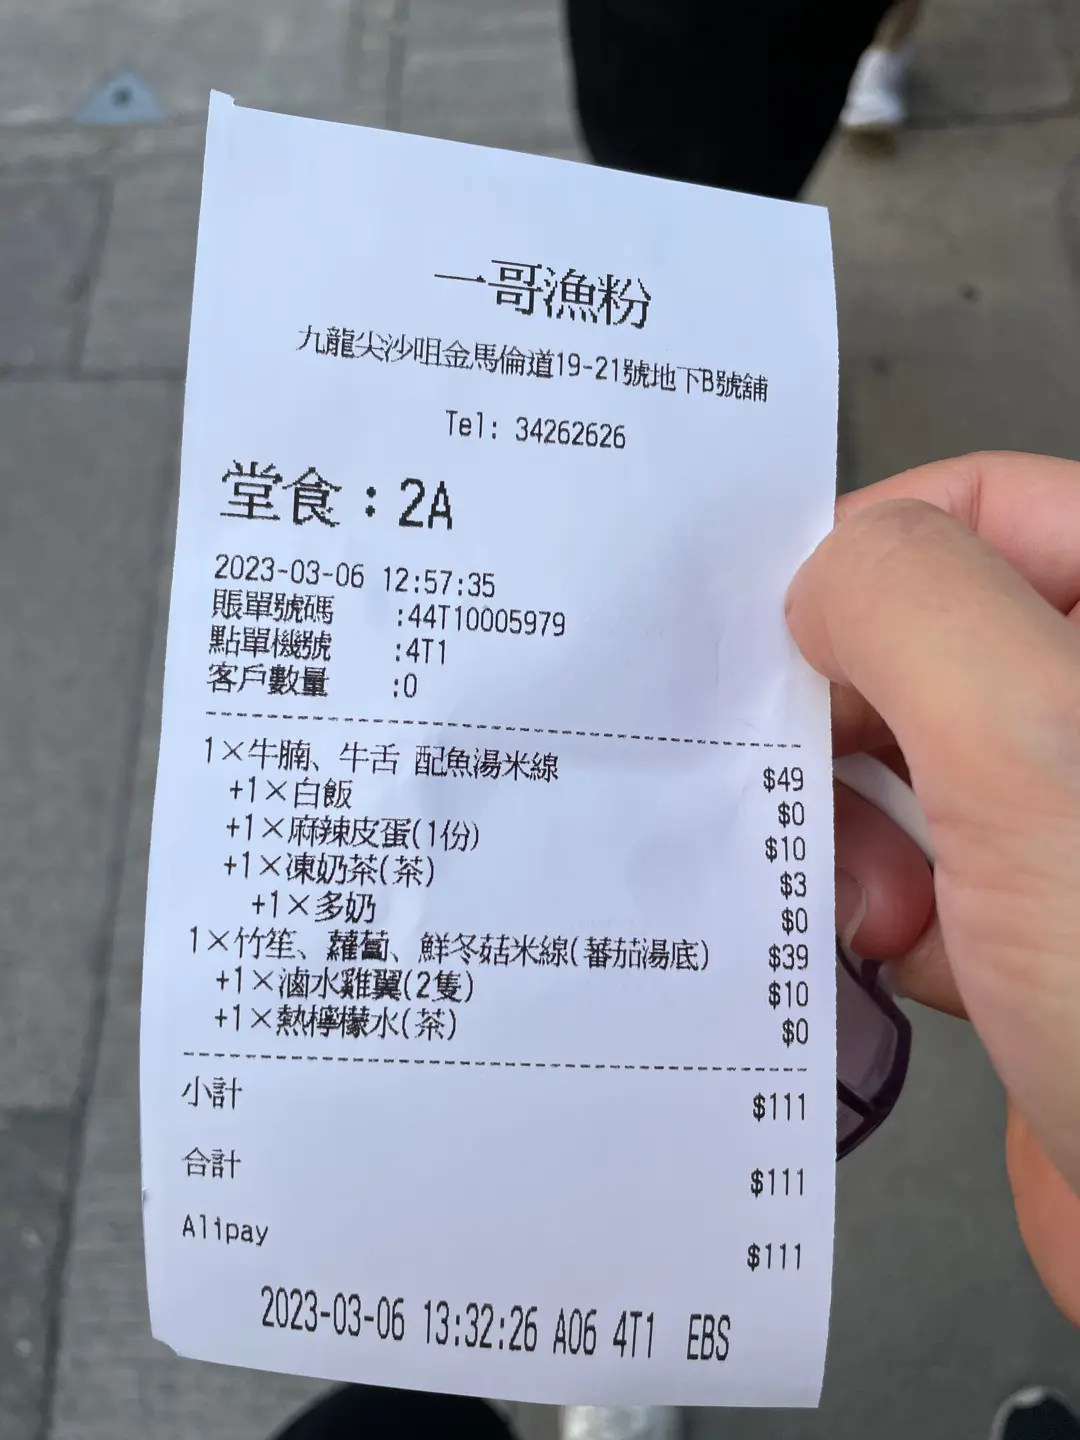 一哥漁粉
九龍尖沙咀金馬倫道19-21號地下B號舖
Tel: 34262626
堂食：2A
2023-03-06 12:57:35
賬單號碼 :44T10005979
點單機號 :4T1
客戶數量 :0
1×牛腩、牛舌 配魚湯米線 $49
+1×白飯 $0
+1×麻辣皮蛋(1份) $10
+1×凍奶茶(茶) $3
+1×多奶 $0
1×竹笙、蘿蔔、鮮冬菇米線(蕃茄湯底) $39
+1×滷水雞翼(2隻) $10
+1×熱檸檬水(茶) $0
小計 $111
合計 $111
Alipay $111
2023-03-06 13:32:26 A06 4T1 EBS